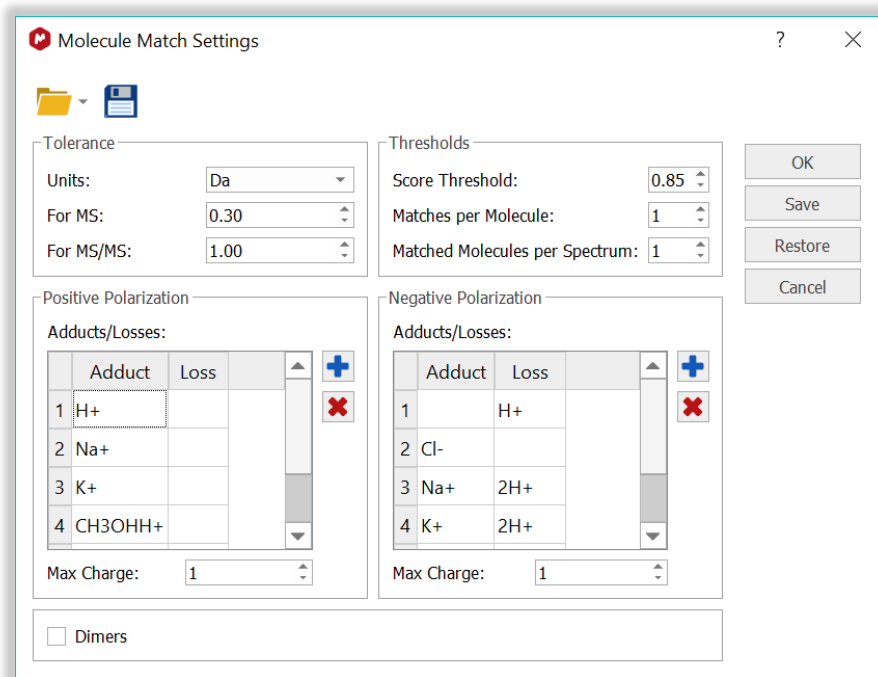 Molecule Match Settings
?
Tolerance
Units: Da
For MS: 0.30
For MS/MS: 1.00
Thresholds
Score Threshold: 0.85
Matches per Molecule: 1
Matched Molecules per Spectrum: 1
OK
Save
Restore
Cancel
Positive Polarization
Adducts/Losses:
Adduct Loss
1 H+
2 Na+
3 K+
4 CH3OHH+
Max Charge: 1
Negative Polarization
Adducts/Losses:
Adduct Loss
1 H+
2 Cl-
3 Na+ 2H+
4 K+ 2H+
Max Charge: 1
Dimers